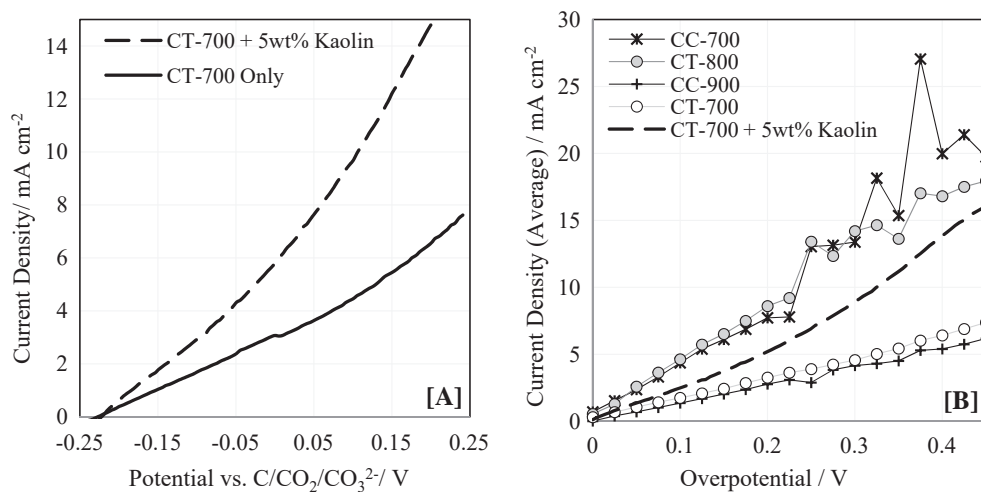 14
12
10
8
6
4
2
0
-0.25
-0.15
-0.05
0.05
0.15
0.25
Current Density/ mA cm-2
Potential vs. C/CO2/CO32-/ V
CT-700 + 5wt% Kaolin
CT-700 Only
[A]
30
25
20
15
10
5
0
0
0.1
0.2
0.3
0.4
Current Density (Average) / mA cm-2
Overpotential / V
CC-700
CT-800
CC-900
CT-700
CT-700 + 5wt% Kaolin
[B]